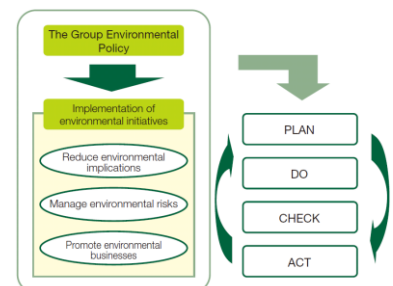 The Group Environmental
Policy
Implementation of
environmental initiatives
Reduce environmental
implications
Manage environmental risks
Promote environmental
businesses
PLAN
DO
CHECK
ACT